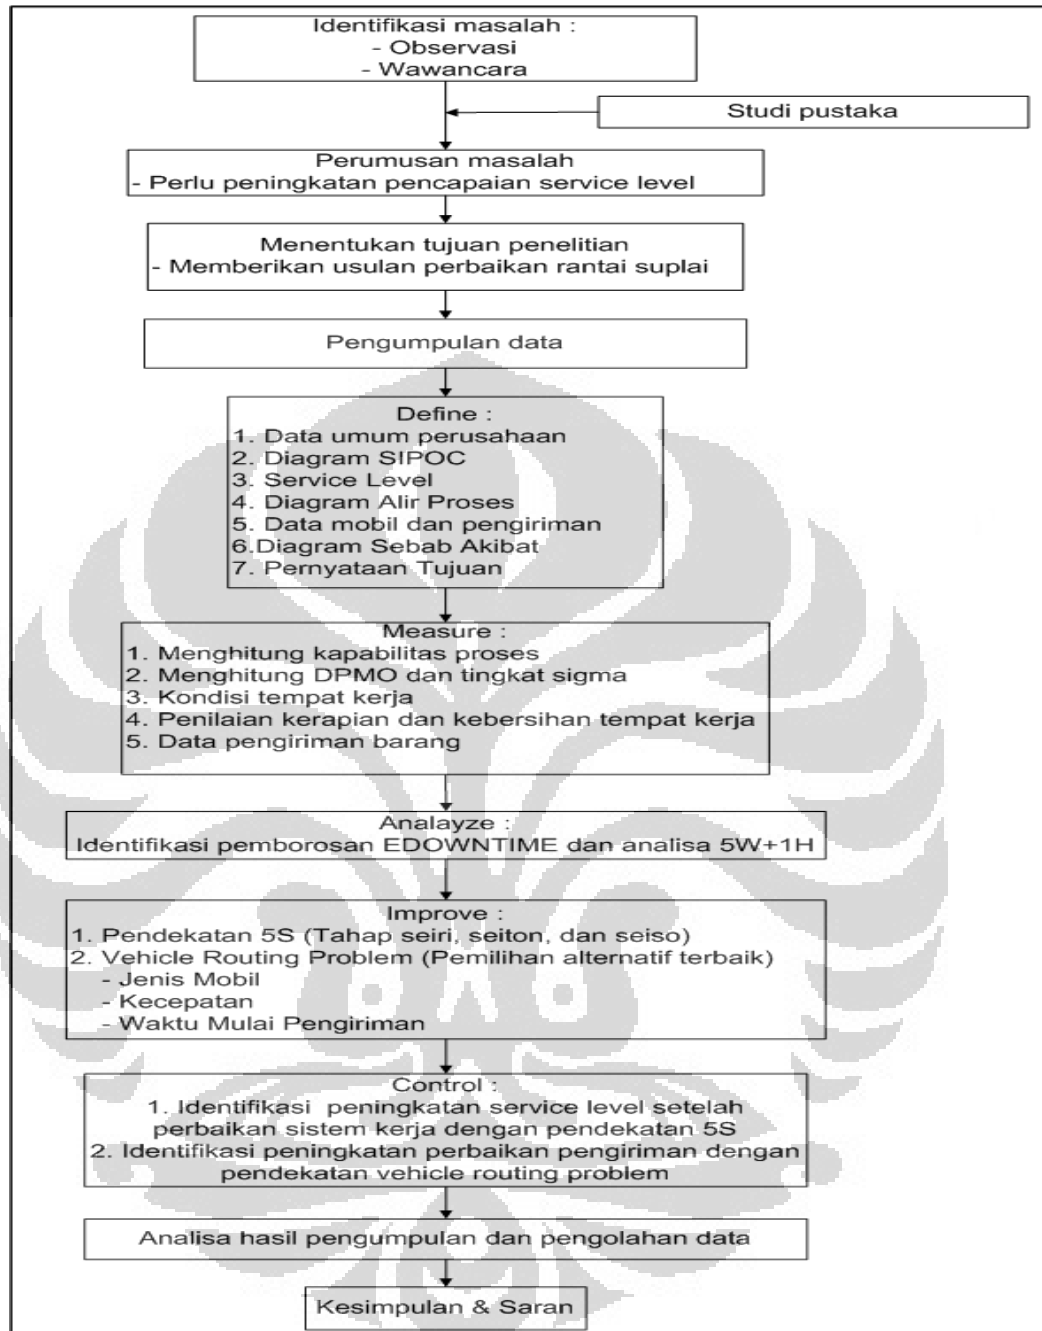 Identifikasi masalah :
- Observasi
- Wawancara
Studi pustaka
Perumusan masalah
- Perlu peningkatan pencapaian service level
Menentukan tujuan penelitian
- Memberikan usulan perbaikan rantai suplai
Pengumpulan data
Define :
1. Data umum perusahaan
2. Diagram SIPOC
3. Service Level
4. Diagram Alir Proses
5. Data mobil dan pengiriman
6.Diagram Sebab Akibat
7. Pernyataan Tujuan
Measure :
1. Menghitung kapabilitas proses
2. Menghitung DPMO dan tingkat sigma
3. Kondisi tempat kerja
4. Penilaian kerapian dan kebersihan tempat kerja
5. Data pengiriman barang
Analayze :
Identifikasi pemborosan EDOWNTIME dan analisa 5W+1H
Improve :
1. Pendekatan 5S (Tahap seiri, seiton, dan seiso)
2. Vehicle Routing Problem (Pemilihan alternatif terbaik)
- Jenis Mobil
- Kecepatan
- Waktu Mulai Pengiriman
Control :
1. Identifikasi peningkatan service level setelah
perbaikan sistem kerja dengan pendekatan 5S
2. Identifikasi peningkatan perbaikan pengiriman dengan
pendekatan vehicle routing problem
Analisa hasil pengumpulan dan pengolahan data
Kesimpulan & Saran